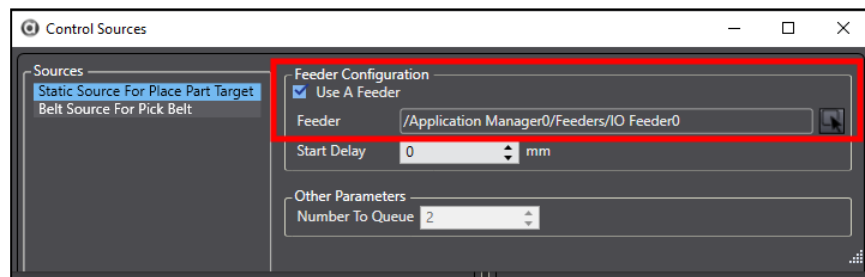 Control Sources
Sources
Static Source For Place Part Target
Belt Source For Pick Belt
Feeder Configuration
Use A Feeder
Feeder /Application Manager0/Feeders/IO Feeder0
Start Delay 0 mm
Other Parameters
Number To Queue 2